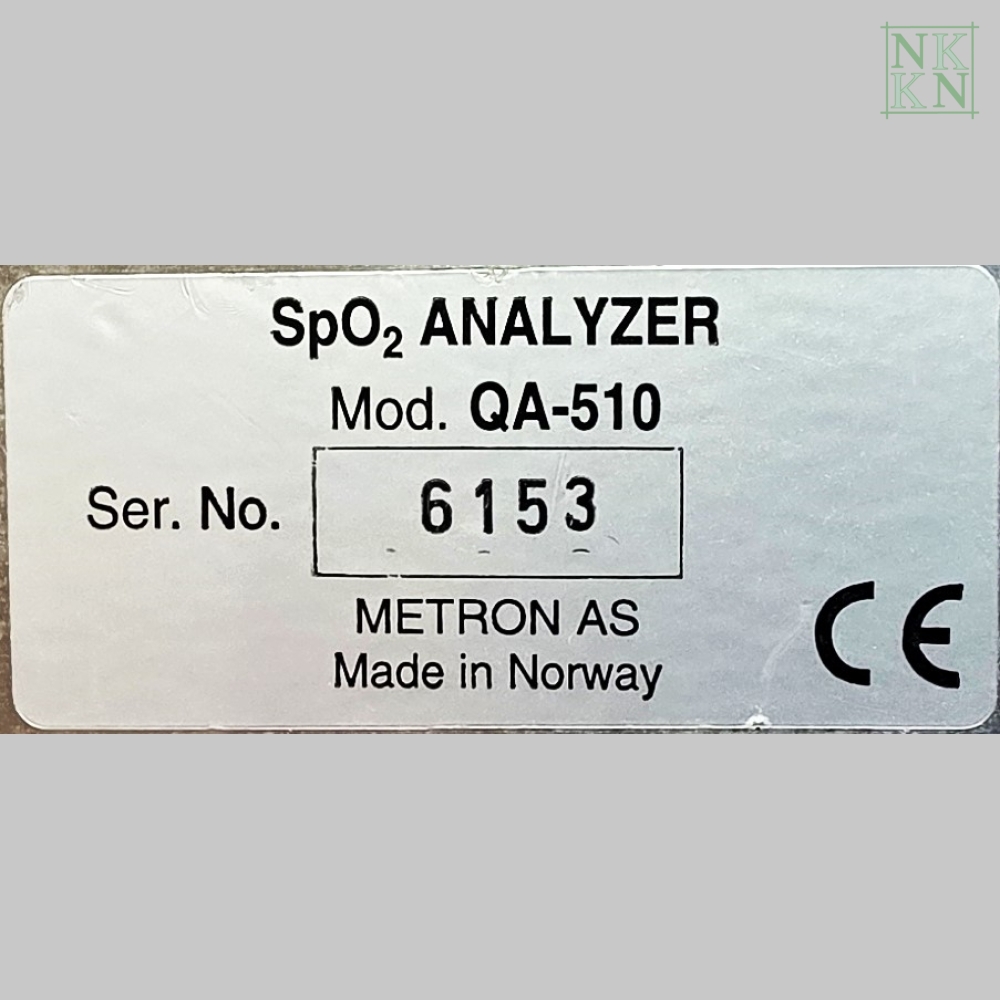 NK
KN
SpO₂ ANALYZER
Mod. QA-510
Ser. No. 6153
METRON AS
Made in Norway
CE